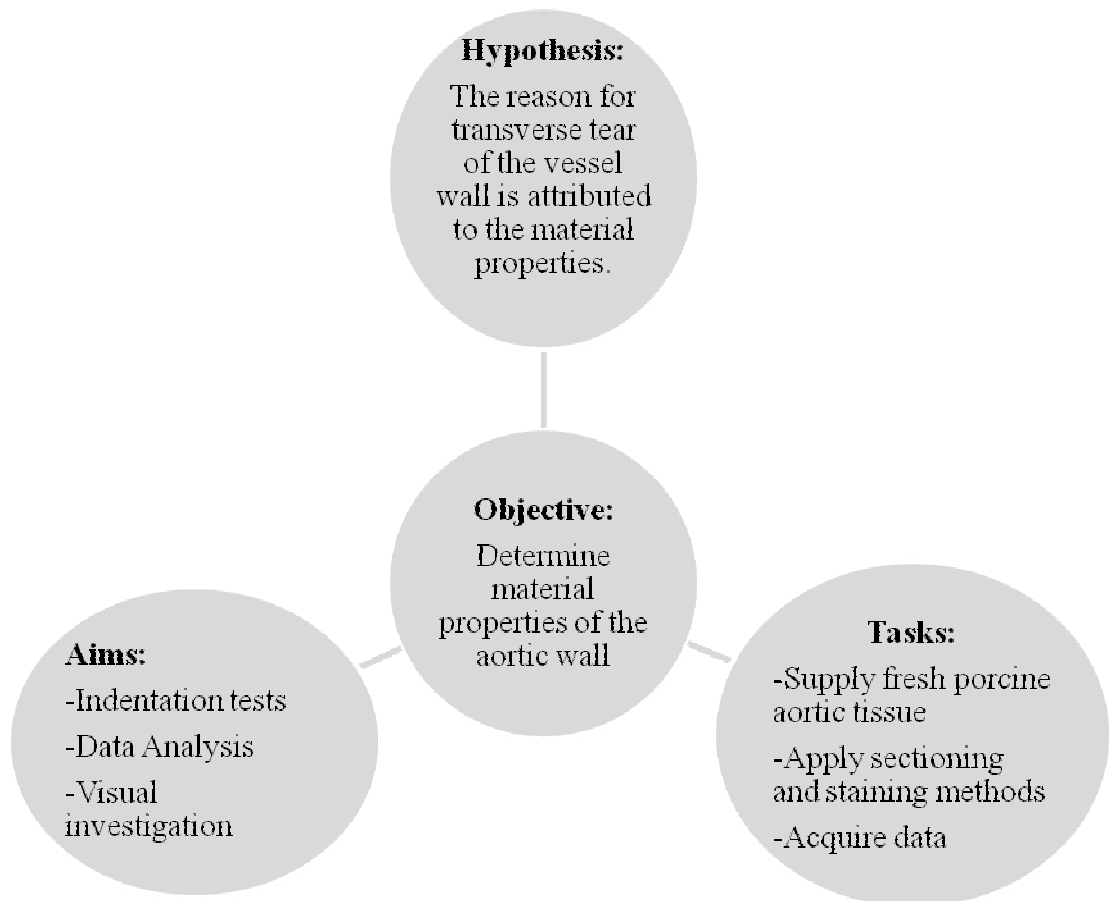 Hypothesis:
The reason for
transverse tear
of the vessel
wall is attributed
to the material
properties.
Objective:
Determine
material
properties of the
aortic wall
Aims:
-Indentation tests
-Data Analysis
-Visual
investigation
Tasks:
-Supply fresh porcine
aortic tissue
-Apply sectioning
and staining methods
-Acquire data